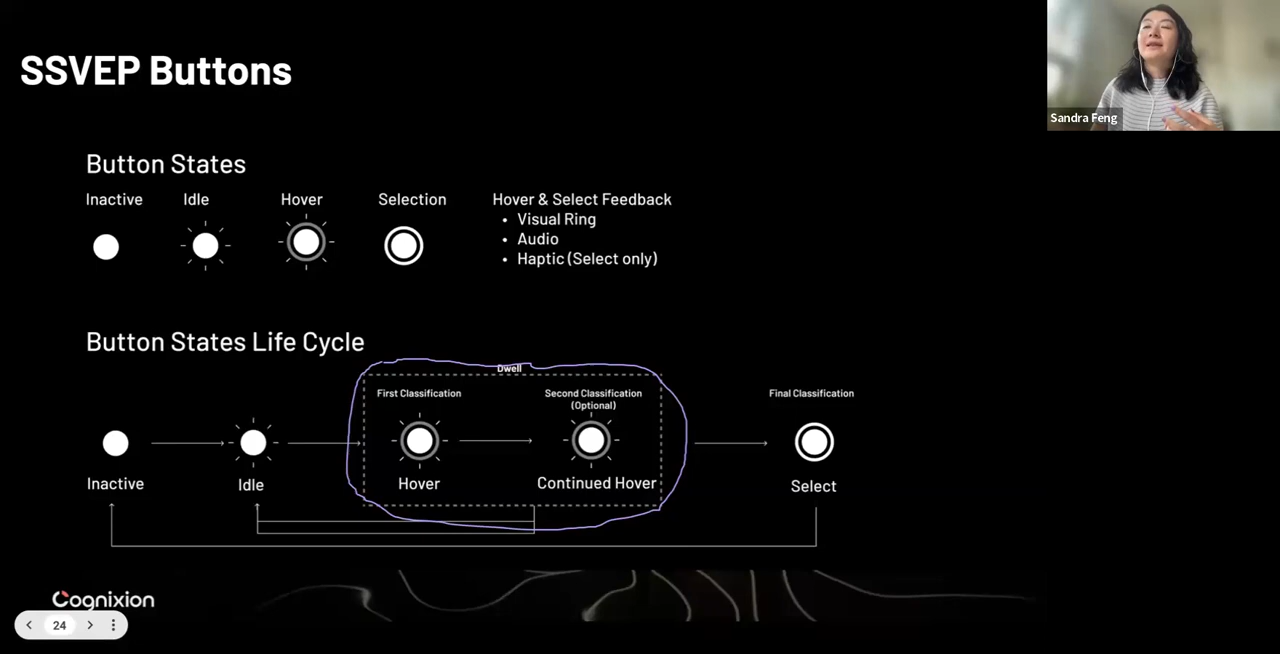 SSVEP Buttons
Sandra Feng
Button States
Inactive
Idle
Hover
Selection
Hover & Select Feedback
• Visual Ring
• Audio
• Haptic (Select only)
Button States Life Cycle
Dwell
First Classification
Second Classification
(Optional)
Final Classification
Inactive
Idle
Hover
Continued Hover
Select
Cognixion
24